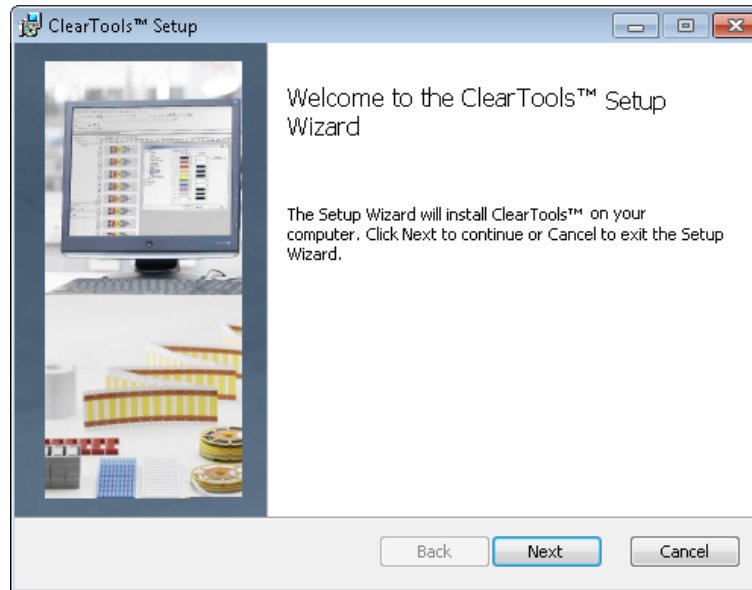 ClearTools™ Setup
Welcome to the ClearTools™ Setup
Wizard
The Setup Wizard will install ClearTools™ on your
computer. Click Next to continue or Cancel to exit the Setup
Wizard.
Back Next Cancel